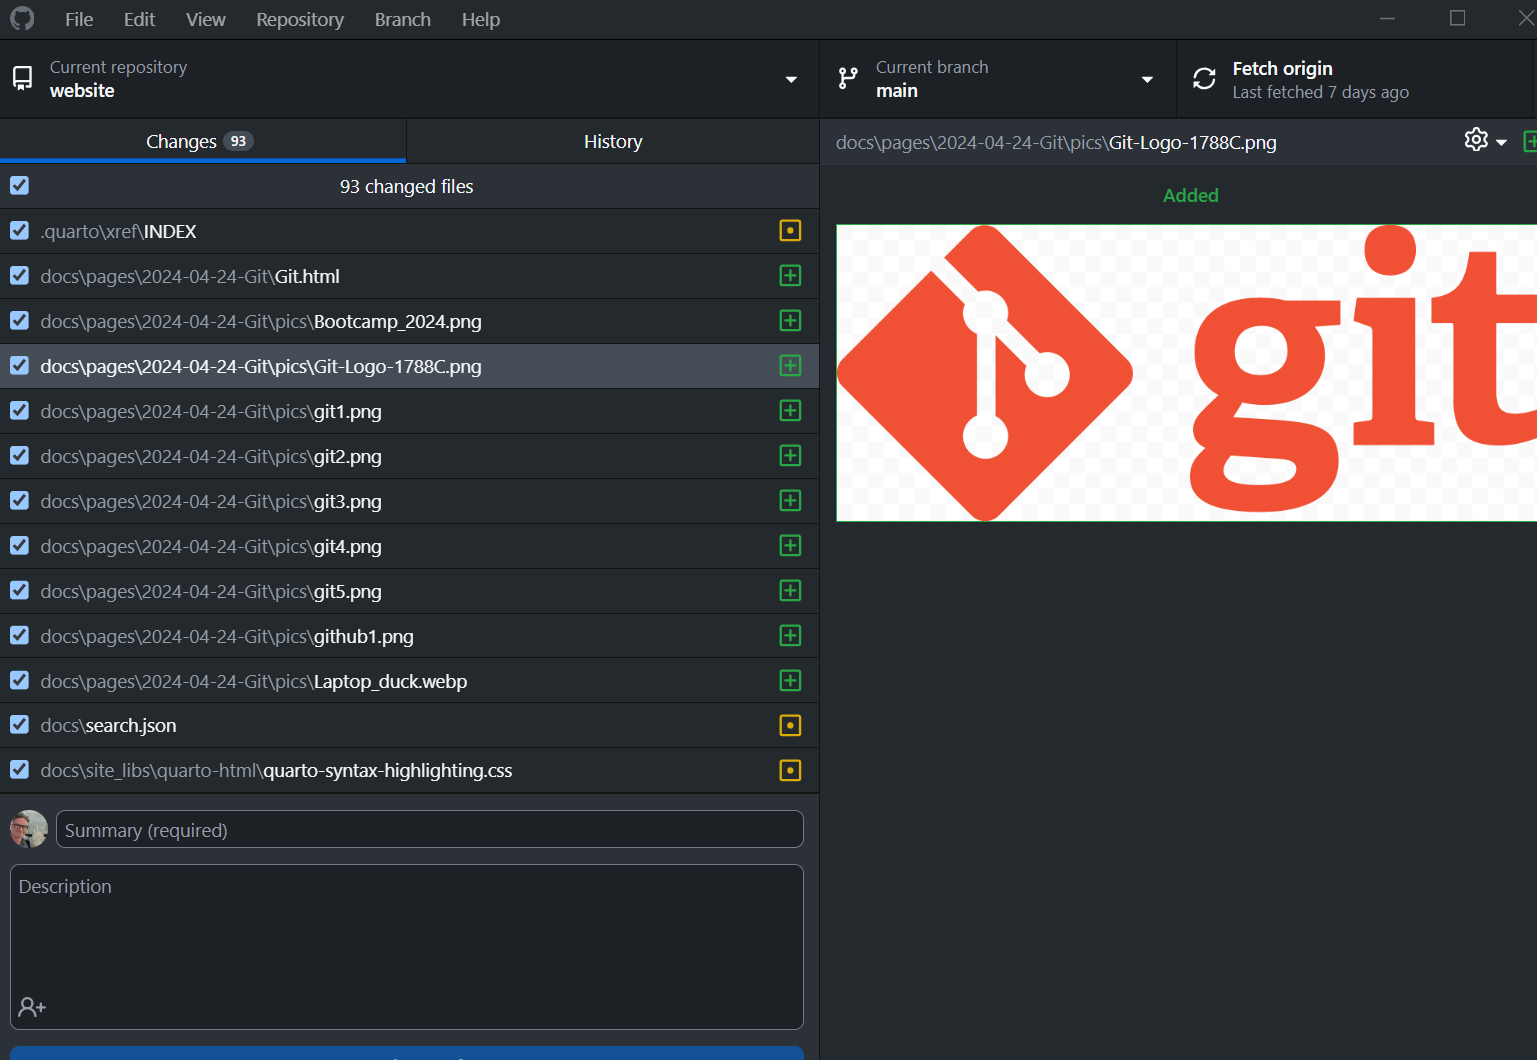 File Edit View Repository Branch Help
Current repository
website
Current branch
main
Fetch origin
Last fetched 7 days ago
Changes 93
History
93 changed files
.quarto\xref\INDEX
docs\pages\2024-04-24-Git\Git.html
docs\pages\2024-04-24-Git\pics\Bootcamp_2024.png
docs\pages\2024-04-24-Git\pics\Git-Logo-1788C.png
docs\pages\2024-04-24-Git\pics\git1.png
docs\pages\2024-04-24-Git\pics\git2.png
docs\pages\2024-04-24-Git\pics\git3.png
docs\pages\2024-04-24-Git\pics\git4.png
docs\pages\2024-04-24-Git\pics\git5.png
docs\pages\2024-04-24-Git\pics\github1.png
docs\pages\2024-04-24-Git\pics\Laptop_duck.webp
docs\search.json
docs\site_libs\quarto-html\quarto-syntax-highlighting.css
Summary (required)
Description
docs\pages\2024-04-24-Git\pics\Git-Logo-1788C.png
Added
git